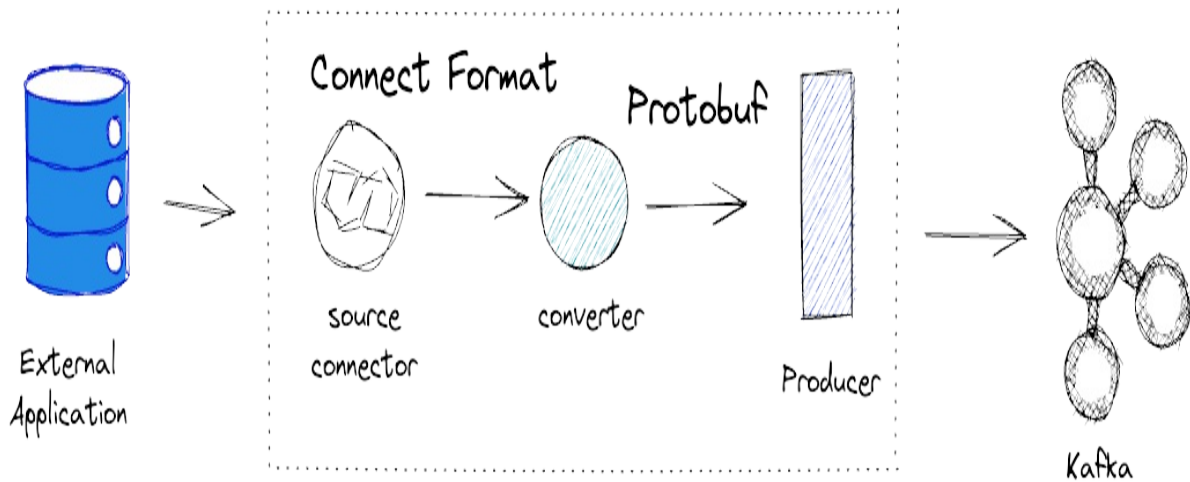 Connect Format
Protobuf
source
connector
converter
Producer
External
Application
Kafka